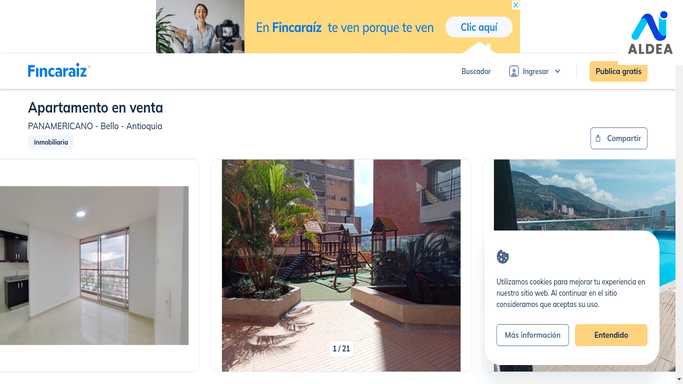 En Fincaraíz te ven porque te ven
Clic aquí
ALDEA
Fincaraiz
Buscador
Ingresar
Publica gratis
Apartamento en venta
PANAMERICANO - Bello - Antioquia
Inmobiliaria
Compartir
1 / 21
Utilizamos cookies para mejorar tu experiencia en
nuestro sitio web. Al continuar en el sitio
consideramos que aceptas su uso.
Más información
Entendido